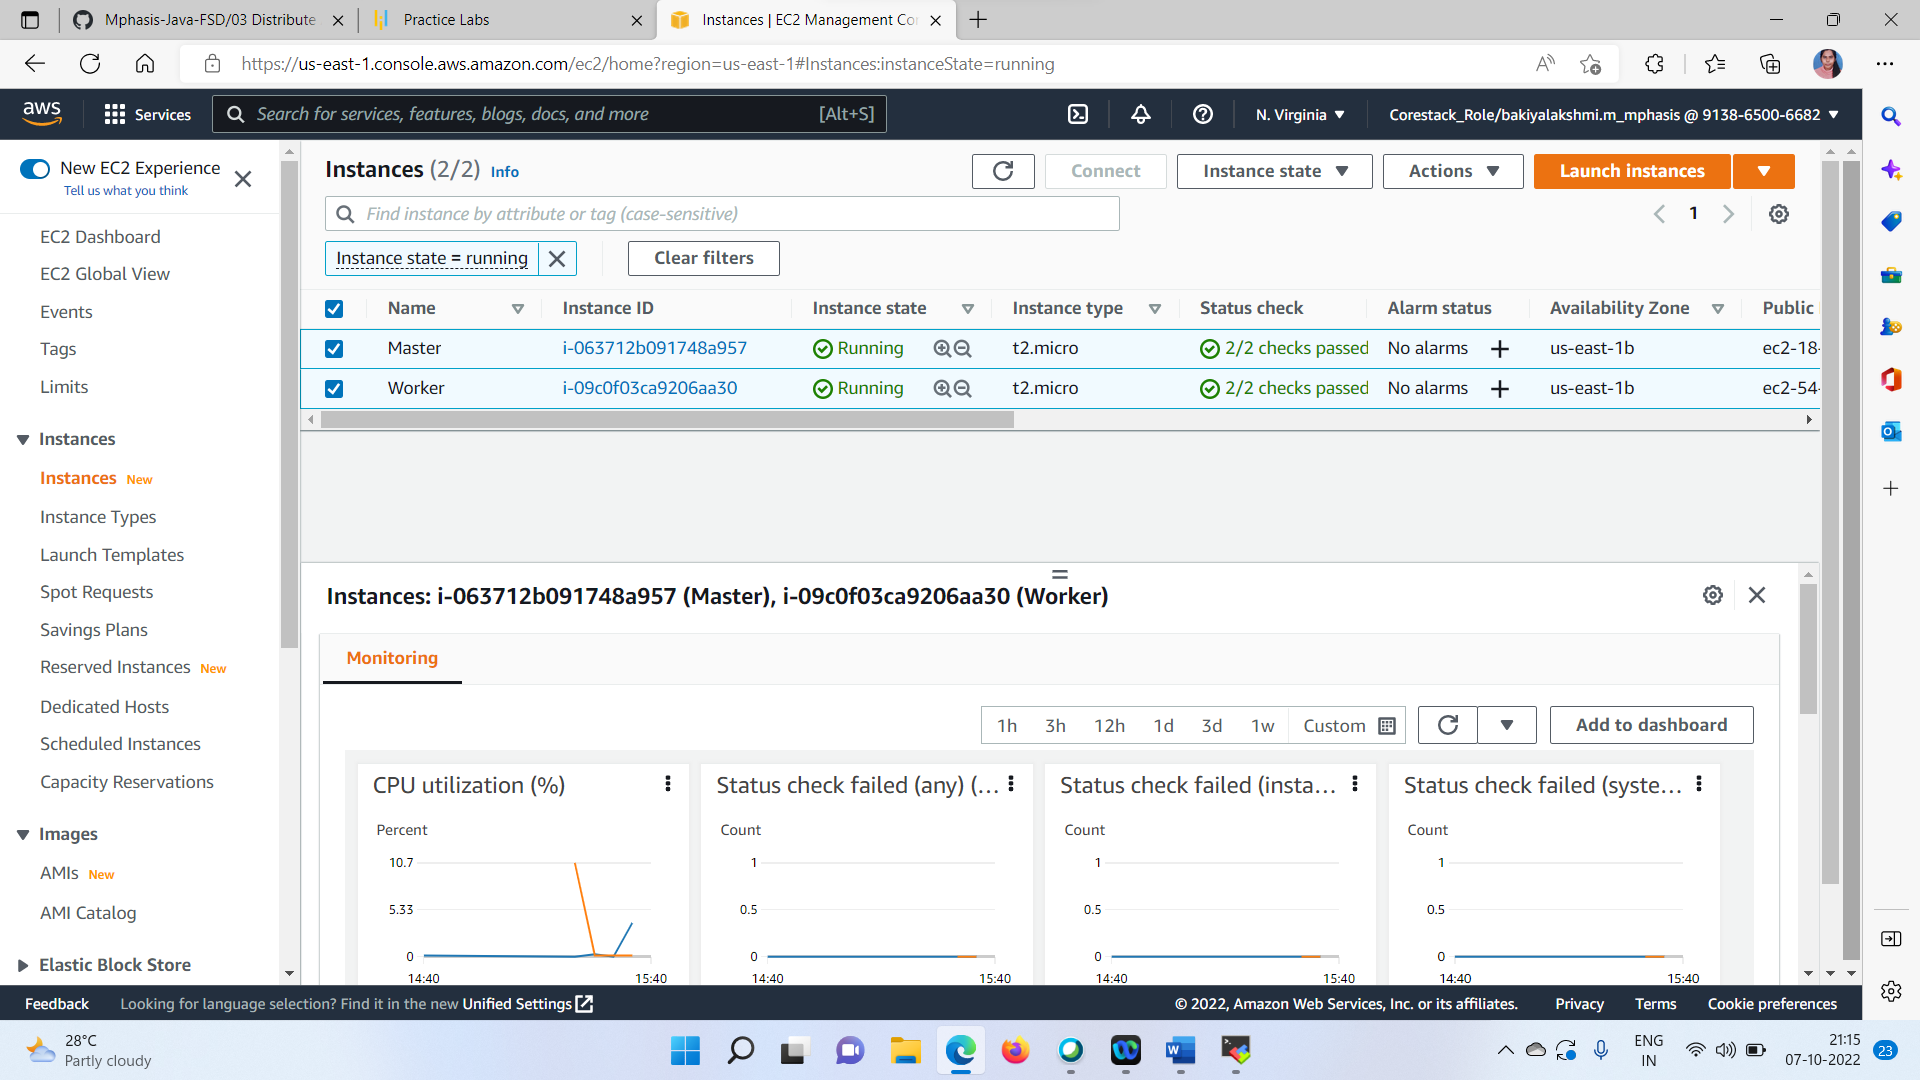 Mphasis-Java-FSD/03 Distribute
Practice Labs
Instances | EC2 Management Co
https://us-east-1.console.aws.amazon.com/ec2/home?region=us-east-1#Instances:instanceState=running
aws
Services
Search for services, features, blogs, docs, and more
[Alt+S]
N. Virginia
Corestack_Role/bakiyalakshmi.m_mphasis @ 9138-6500-6682
New EC2 Experience
Tell us what you think
EC2 Dashboard
EC2 Global View
Events
Tags
Limits
Instances
Instances New
Instance Types
Launch Templates
Spot Requests
Savings Plans
Reserved Instances New
Dedicated Hosts
Scheduled Instances
Capacity Reservations
Images
AMIs New
AMI Catalog
Elastic Block Store
Instances (2/2) Info
Connect
Instance state
Actions
Launch instances
Find instance by attribute or tag (case-sensitive)
1
Instance state = running
Clear filters
Name Instance ID Instance state Instance type Status check Alarm status Availability Zone Public
Master i-063712b091748a957 Running t2.micro 2/2 checks passed No alarms us-east-1b ec2-18-
Worker i-09c0f03ca9206aa30 Running t2.micro 2/2 checks passed No alarms us-east-1b ec2-54-
Instances: i-063712b091748a957 (Master), i-09c0f03ca9206aa30 (Worker)
Monitoring
1h 3h 12h 1d 3d 1w Custom
Add to dashboard
CPU utilization (%)
Percent
10.7
5.33
0
14:40 15:40
Status check failed (any) (...
Count
1
0.5
0
14:40 15:40
Status check failed (insta...
Count
1
0.5
0
14:40 15:40
Status check failed (syste...
Count
1
0.5
0
14:40 15:40
Feedback
Looking for language selection? Find it in the new Unified Settings
© 2022, Amazon Web Services, Inc. or its affiliates.
Privacy
Terms
Cookie preferences
28°C
Partly cloudy
ENG
IN
21:15
07-10-2022
23